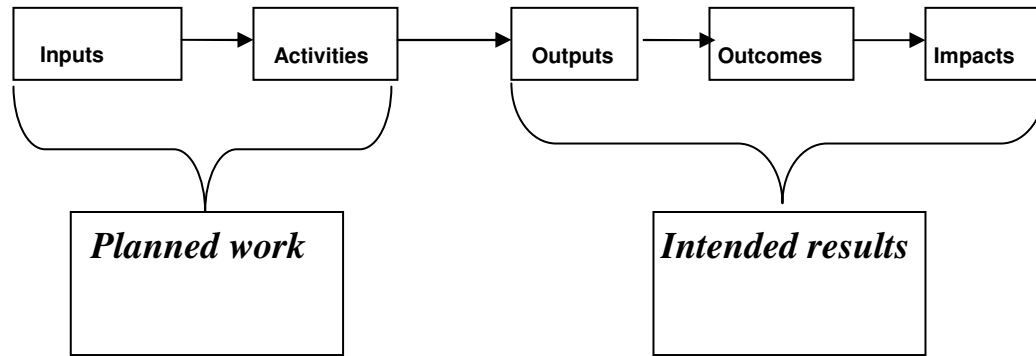 Inputs
Activities
Outputs
Outcomes
Impacts
Planned work
Intended results